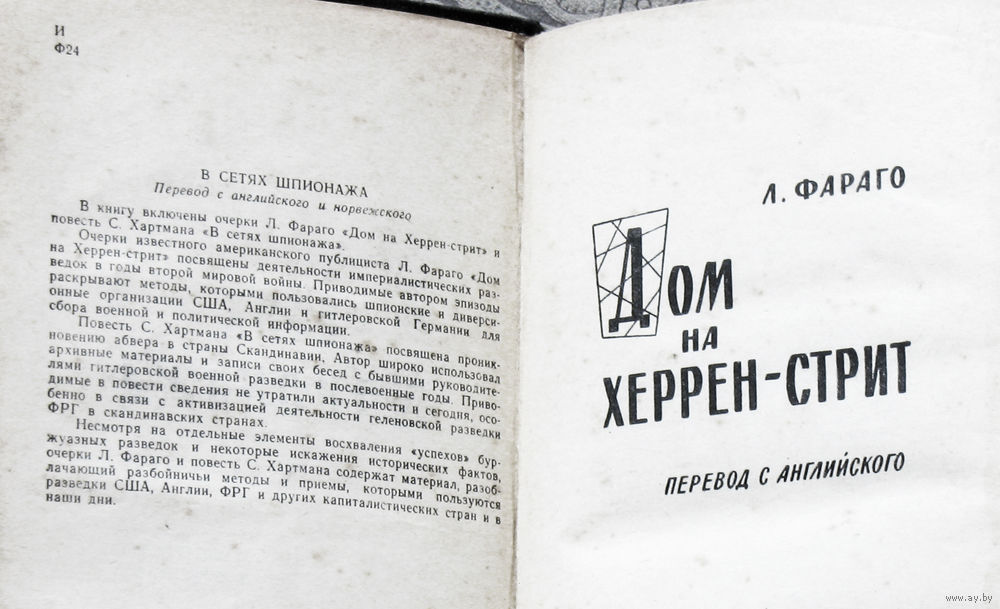 И
Ф24
В СЕТЯХ ШПИОНАЖА
Перевод с английского и норвежского
В книгу включены очерки Л. Фараго «Дом на Херрен-стрит» и
повесть С. Хартмана «В сетях шпионажа».
Очерки известного американского публициста Л. Фараго «Дом
на Херрен-стрит» посвящены деятельности империалистических раз-
ведок в годы второй мировой войны. Приводимые автором эпизоды
раскрывают методы, которыми пользовались шпионские и диверси-
онные организации США, Англии и гитлеровской Германии для
сбора военной и политической информации.
Повесть С. Хартмана «В сетях шпионажа» посвящена проник-
новению абвера в страны Скандинавии. Автор широко использовал
архивные материалы и записи своих бесед с бывшими руководите-
лями гитлеровской военной разведки в послевоенные годы. Приво-
димые в повести сведения не утратили актуальности и сегодня, осо-
бенно в связи с активизацией деятельности геленовской разведки
ФРГ в скандинавских странах.
Несмотря на отдельные элементы восхваления «успехов» бур-
жуазных разведок и некоторые искажения исторических фактов,
очерки Л. Фараго и повесть С. Хартмана содержат материал, разоб-
лачающий разбойничьи методы и приемы, которыми пользуются
разведки США, Англии, ФРГ и других капиталистических стран и в
наши дни.
Л. ФАРАГО
ДОМ
НА
ХЕРРЕН-СТРИТ
ПЕРЕВОД С АНГЛИЙСКОГО
www.ay.by